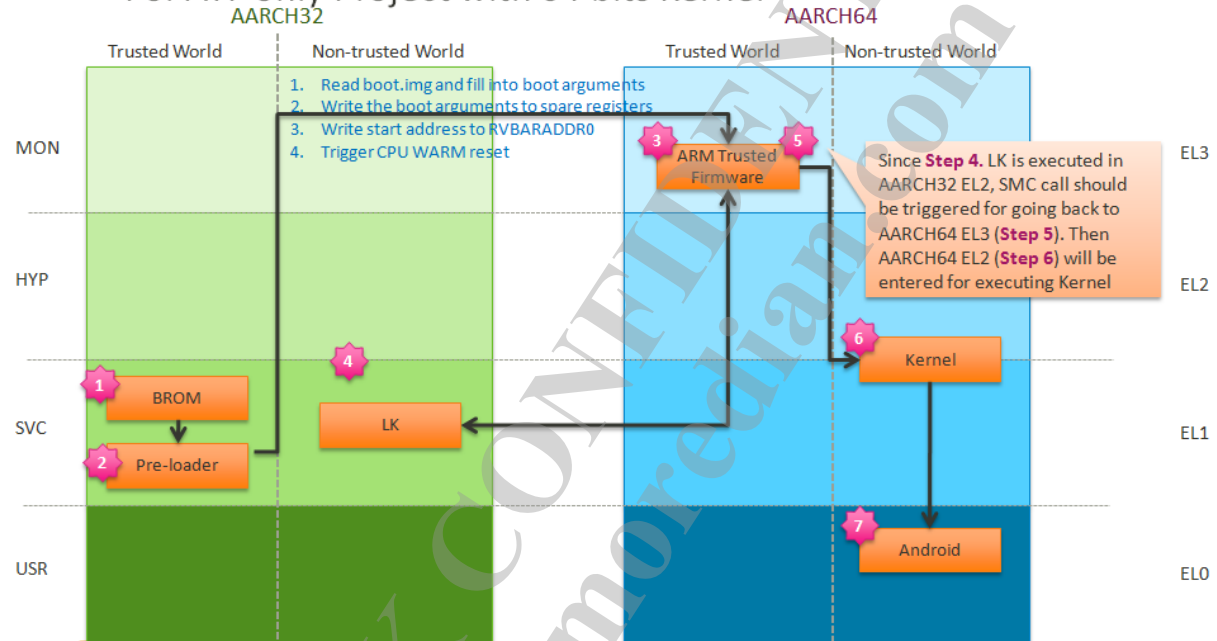 AARCH32
AARCH64
Trusted World
Non-trusted World
Trusted World
Non-trusted World
1. Read boot.img and fill into boot arguments
2. Write the boot arguments to spare registers
3. Write start address to RVBARADDR0
4. Trigger CPU WARM reset
MON
HYP
SVC
USR
1
BROM
2
Pre-loader
4
LK
3
5
ARM Trusted
Firmware
Since Step 4. LK is executed in
AARCH32 EL2, SMC call should
be triggered for going back to
AARCH64 EL3 (Step 5). Then
AARCH64 EL2 (Step 6) will be
entered for executing Kernel
6
Kernel
7
Android
EL3
EL2
EL1
EL0